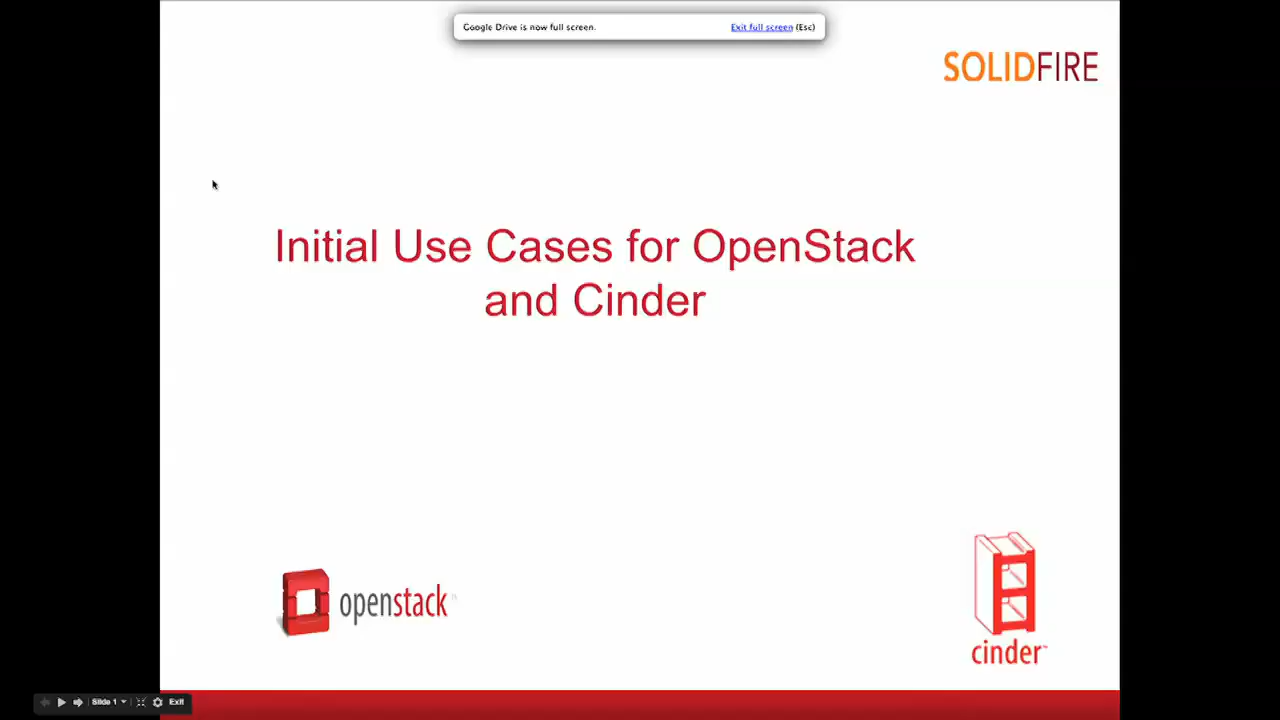 Google Drive is now full screen. Exit full screen (Esc)
SOLIDFIRE
Initial Use Cases for OpenStack
and Cinder
openstack
cinder™
Slide 1 Exit